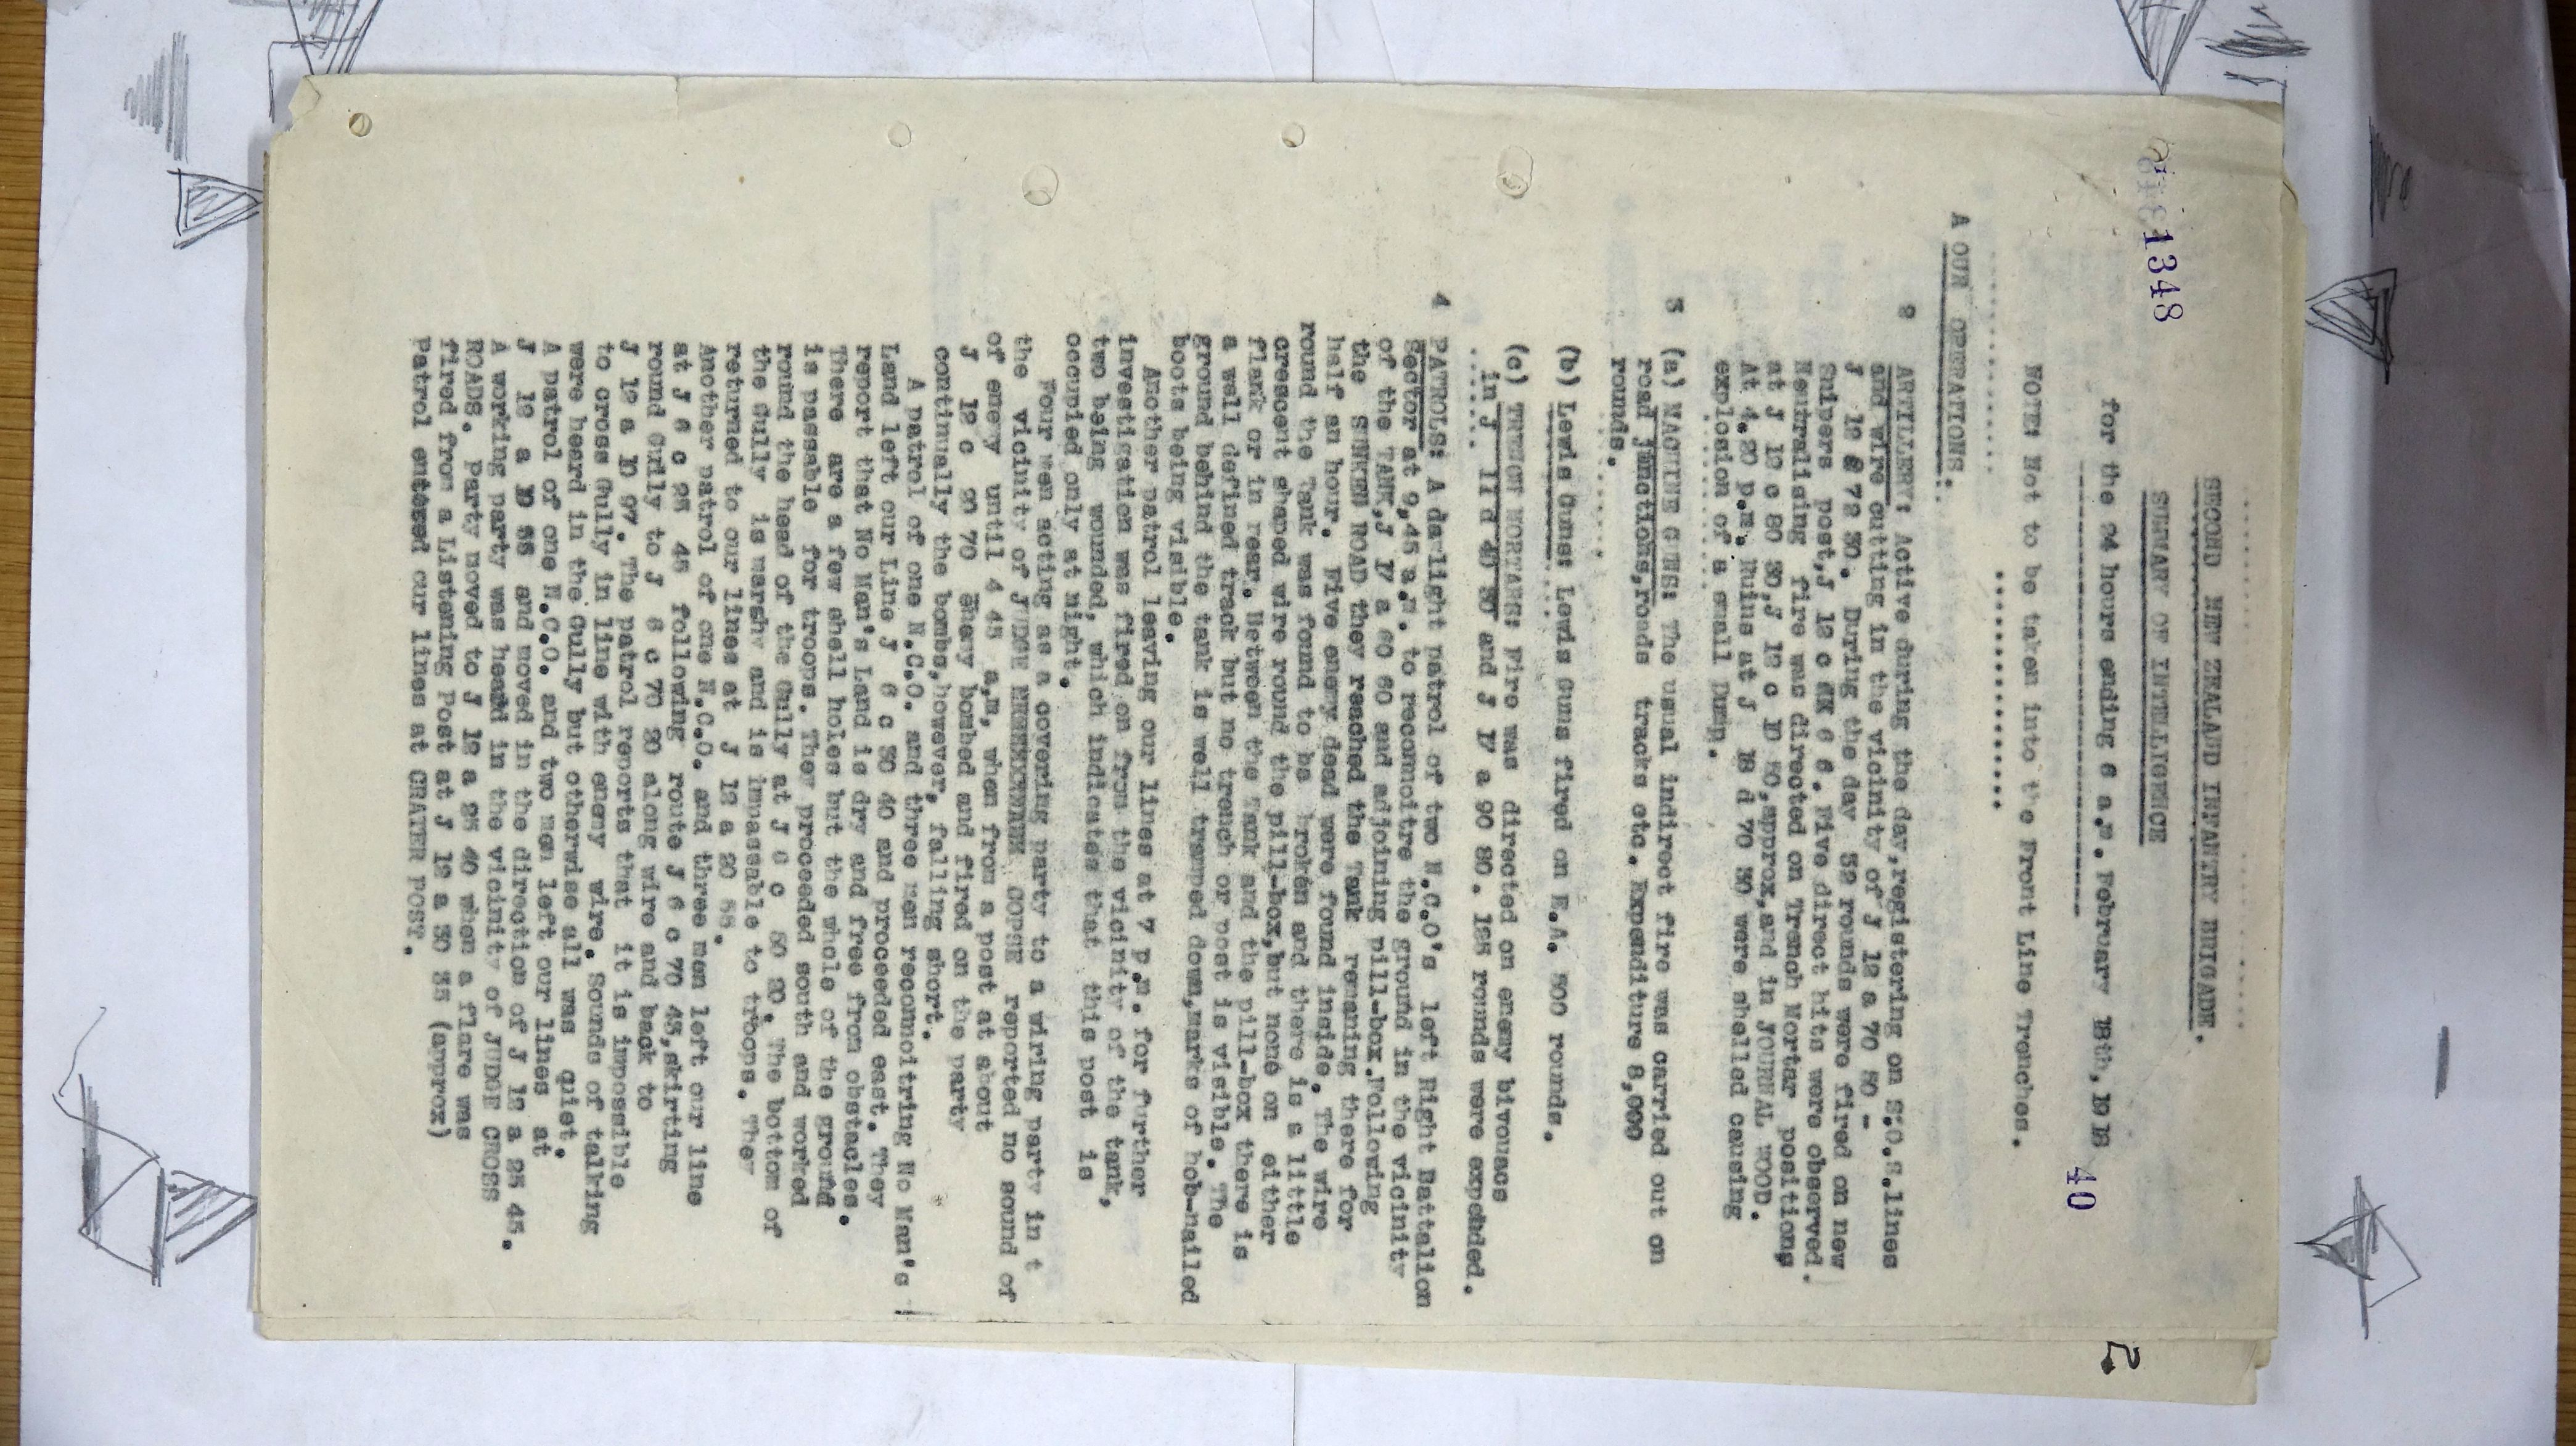 1348
SECOND NEW ZEALAND INFANTRY BRIGADE.
SUMMARY OF INTELLIGENCE
for the 24 hours ending 6 a.m. February 18th, 1918
40
NOTE: Not to be taken into the Front Line Trenches.
A OUR OPERATIONS.
2 ARTILLERY: Active during the day,registering on S.O.S.lines
and wire cutting in the vicinity of J 12 a 70 50 -
J 12 a 72 30. During the day 52 rounds were fired on new
Snipers post,J 12 c 6 6. Five direct hits were observed.
Neutralising fire was directed on Trench Mortar positions
at J 12 c 80 30,J 12 c 10 50,approx,and in JOURNAL WOOD.
At 4.20 p.m. Ruins at J 18 d 70 30 were shelled causing
explosion of a small Dump.
3 (a) MACHINE GUNS: The usual indirect fire was carried out on
road junctions,roads tracks etc. Expenditure 8,000
rounds.
(b) Lewis Guns: Lewis Guns fired on E.A. 500 rounds.
(c) TRENCH MORTARS: Fire was directed on enemy bivouacs
in J 11 d 40 30 and J 17 a 90 80. 125 rounds were expended.
4 PATROLS: A daylight patrol of two N.C.O's left Right Battalion
Sector at 9,45 a.m. to reconnoitre the ground in the vicinity
of the TANK,J 17 a 60 60 and adjoining pill-box.Following
the SUNKEN ROAD they reached the Tank remaning there for
half an hour. Five enemy dead were found inside. The wire
round the Tank was found to be broken and there is a little
crescent shaped wire round the pill-box,but none on either
flank or in rear. Between the Tank and the pill-box there is
a well defined track but no trench or post is visible. The
ground behind the tank is well tramped down,marks of hob-nailed
boots being visible.
Another patrol leaving our lines at 7 p.m. for further
investigation was fired on from the vicinity of the tank,
two being wounded, which indicates that this post is
occupied only at night.
Four men acting as a covering party to a wiring party in t
the vicinity of JUDGE COPSE reported no sound of
of enemy until 4 45 a,m, when from a post at about
J 12 c 20 70 enemy bombed and fired on the party
continually the bombs,however, falling short.
A patrol of one N.C.O. and three men reconnoitring No Man's
Land left our Line J 6 c 30 40 and proceeded east. They
report that No Man's Land is dry and free from obstacles.
There are a few shell holes but the whole of the ground
is passable for troops. They proceeded south and worked
round the head of the Gully at J 6 c 50 20. The bottom of
the Gully is marshy and is impassable to troops. They
returned to our lines at J 12 a 20 55.
Another patrol of one N.C.O. and three men left our line
at J 6 c 25 45 following route J 6 c 70 45,skirting
round Gully to J 6 c 70 20 along wire and back to
J 12 a 10 97. The patrol reports that it is impossible
to cross Gully in line with enemy wire. Sounds of talking
were heard in the Gully but otherwise all was quiet.
A patrol of one N.C.O. and two men left our lines at
J 12 a 10 55 and moved in the direction of J 12 a 25 45.
A working party was heard in the vicinity of JUDGE CROSS
ROADS. Party moved to J 12 a 25 40 when a flare was
fired from a Listening Post at J 12 a 30 35 (approx)
Patrol entered our lines at CRATER POST.